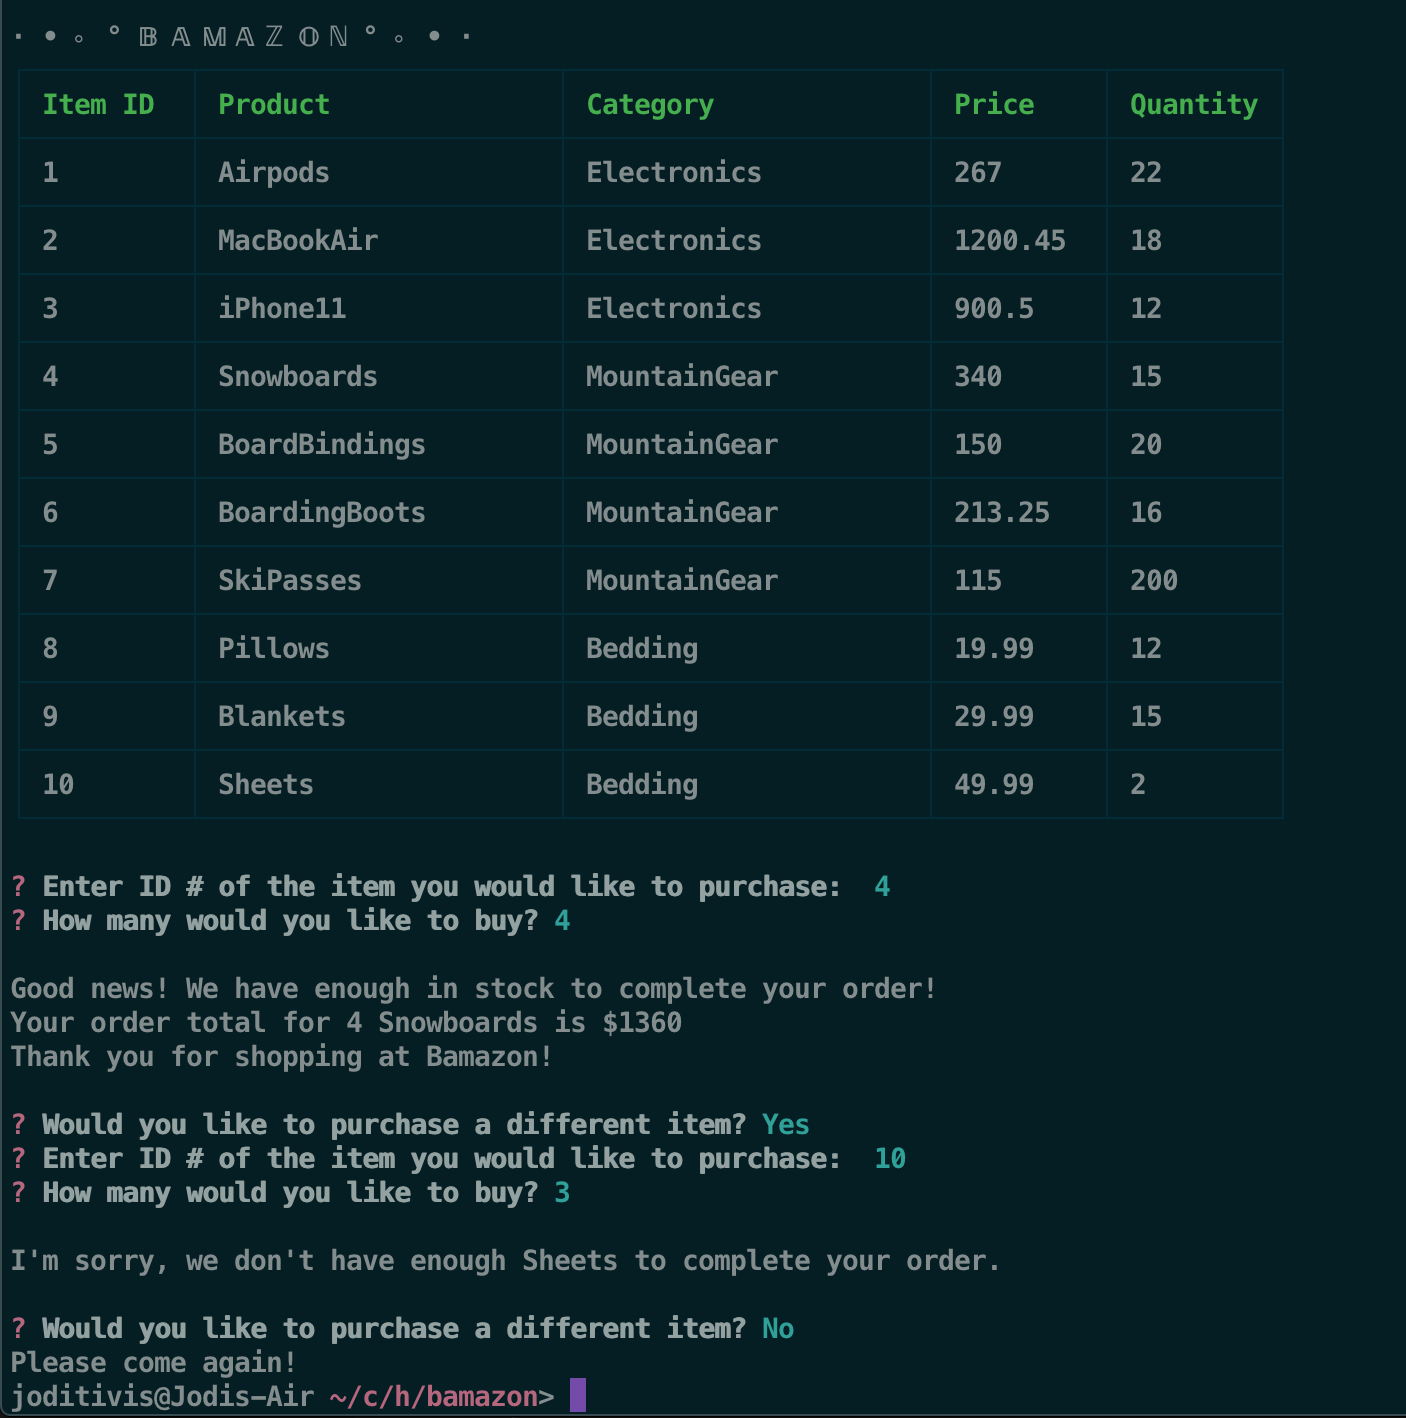 · • ◦ ° 𝔹 𝔸 𝕄 𝔸 ℤ 𝕆 ℕ ° ◦ • ·
Item ID Product Category Price Quantity
1 Airpods Electronics 267 22
2 MacBookAir Electronics 1200.45 18
3 iPhone11 Electronics 900.5 12
4 Snowboards MountainGear 340 15
5 BoardBindings MountainGear 150 20
6 BoardingBoots MountainGear 213.25 16
7 SkiPasses MountainGear 115 200
8 Pillows Bedding 19.99 12
9 Blankets Bedding 29.99 15
10 Sheets Bedding 49.99 2
? Enter ID # of the item you would like to purchase:  4
? How many would you like to buy? 4
Good news! We have enough in stock to complete your order!
Your order total for 4 Snowboards is $1360
Thank you for shopping at Bamazon!
? Would you like to purchase a different item? Yes
? Enter ID # of the item you would like to purchase:  10
? How many would you like to buy? 3
I'm sorry, we don't have enough Sheets to complete your order.
? Would you like to purchase a different item? No
Please come again!
joditivis@Jodis-Air ~/c/h/bamazon>